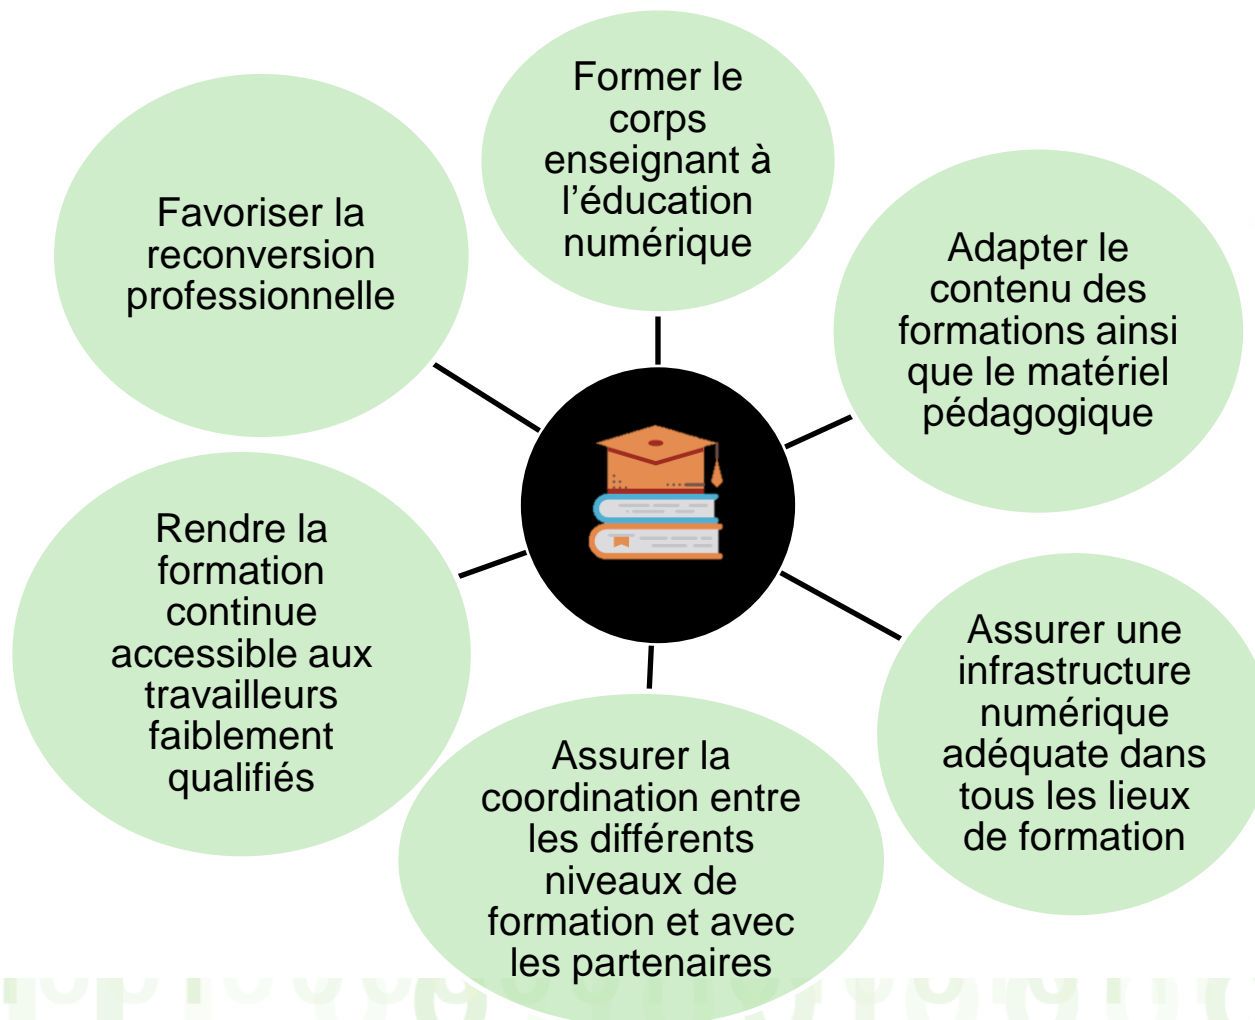 Former le
corps
enseignant à
l’éducation
numérique
Adapter le
contenu des
formations ainsi
que le matériel
pédagogique
Assurer une
infrastructure
numérique
adéquate dans
tous les lieux
de formation
Assurer la
coordination entre
les différents
niveaux de
formation et avec
les partenaires
Rendre la
formation
continue
accessible aux
travailleurs
faiblement
qualifiés
Favoriser la
reconversion
professionnelle